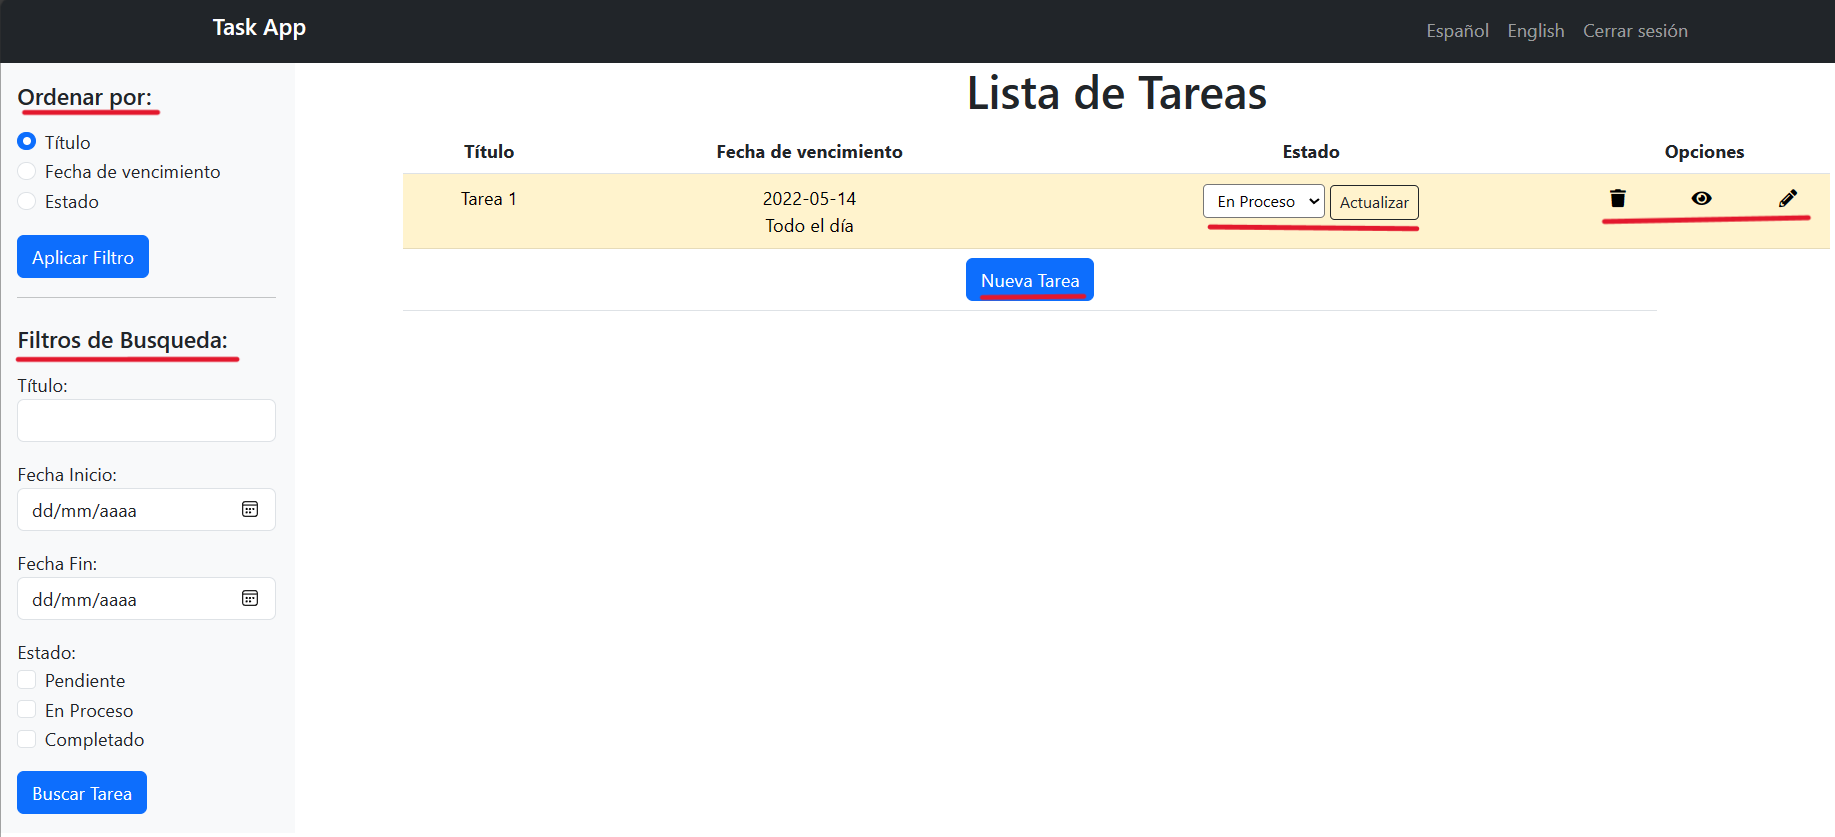 Task App
Español English Cerrar sesión
Ordenar por:
Título
Fecha de vencimiento
Estado
Aplicar Filtro
Filtros de Busqueda:
Título:
Fecha Inicio:
dd/mm/aaaa
Fecha Fin:
dd/mm/aaaa
Estado:
Pendiente
En Proceso
Completado
Buscar Tarea
Lista de Tareas
Título Fecha de vencimiento Estado Opciones
Tarea 1 2022-05-14 En Proceso Actualizar
Todo el día
Nueva Tarea